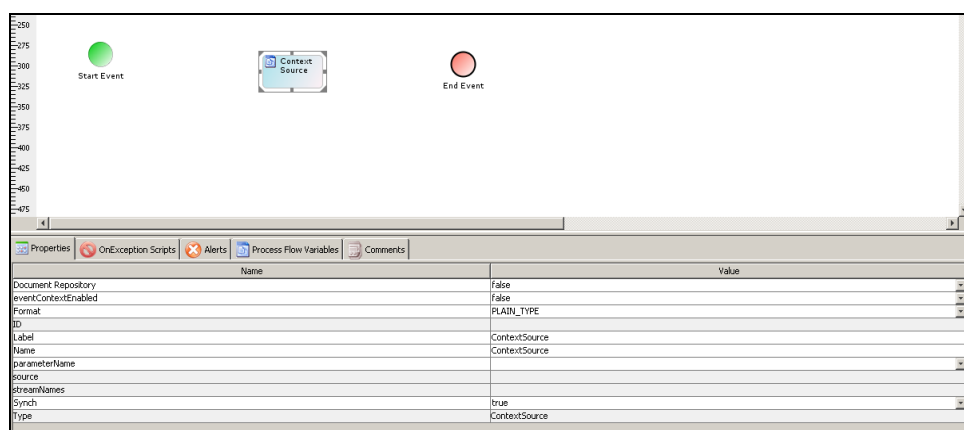 250
275
300
325
350
375
400
425
450
475
Start Event
Context
Source
End Event
Properties OnException Scripts Alerts Process Flow Variables Comments
Name Value
Document Repository false
eventContextEnabled false
Format PLAIN_TYPE
ID
Label ContextSource
Name ContextSource
parameterName
source
streamNames
Synch true
Type ContextSource